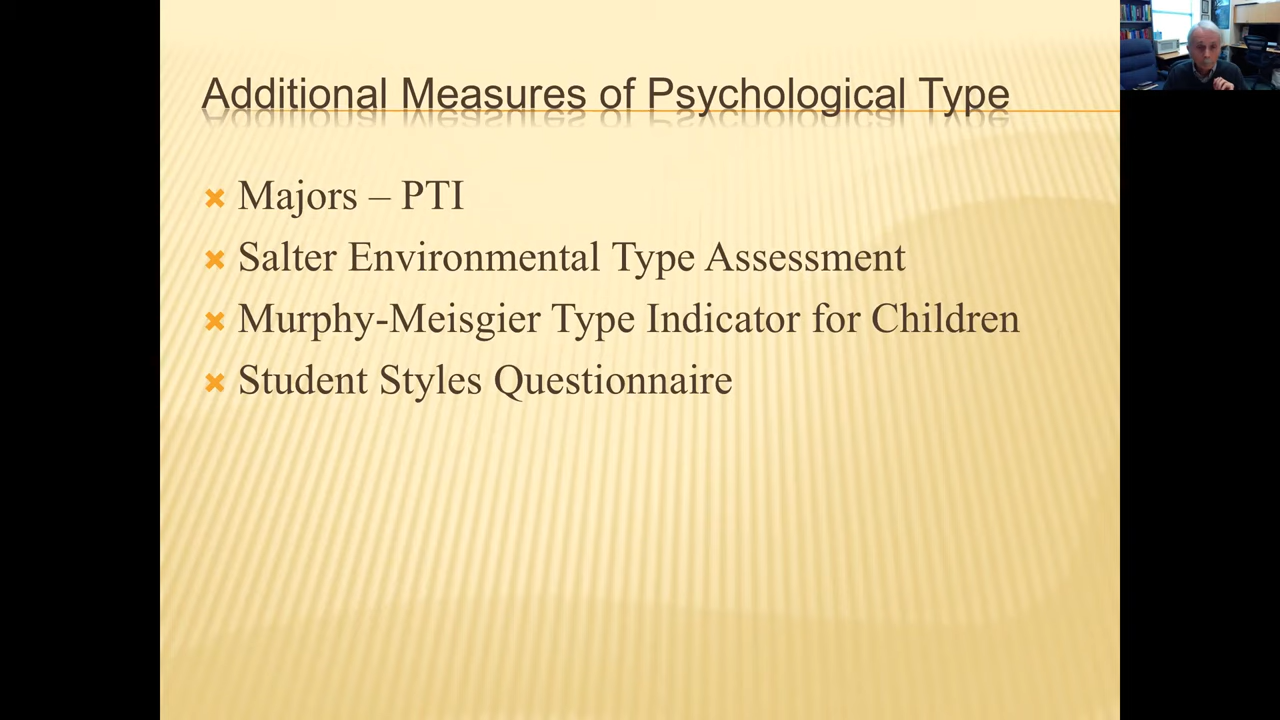 Additional Measures of Psychological Type
Majors – PTI
Salter Environmental Type Assessment
Murphy-Meisgier Type Indicator for Children
Student Styles Questionnaire